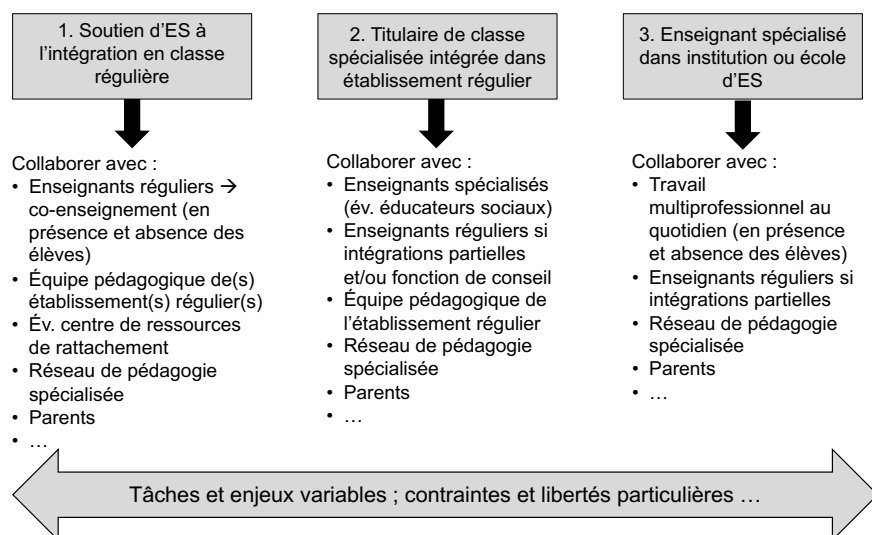 1. Soutien d’ES à
l’intégration en classe
régulière
2. Titulaire de classe
spécialisée intégrée dans
établissement régulier
3. Enseignant spécialisé
dans institution ou école
d’ES
Collaborer avec :
• Enseignants réguliers →
co-enseignement (en
présence et absence des
élèves)
• Équipe pédagogique de(s)
établissement(s) régulier(s)
• Év. centre de ressources
de rattachement
• Réseau de pédagogie
spécialisée
• Parents
• …
Collaborer avec :
• Enseignants spécialisés
(év. éducateurs sociaux)
• Enseignants réguliers si
intégrations partielles
et/ou fonction de conseil
• Équipe pédagogique de
l’établissement régulier
• Réseau de pédagogie
spécialisée
• Parents
• …
Collaborer avec :
• Travail
multiprofessionnel au
quotidien (en présence
et absence des élèves)
• Enseignants réguliers si
intégrations partielles
• Réseau de pédagogie
spécialisée
• Parents
• …
Tâches et enjeux variables ; contraintes et libertés particulières …